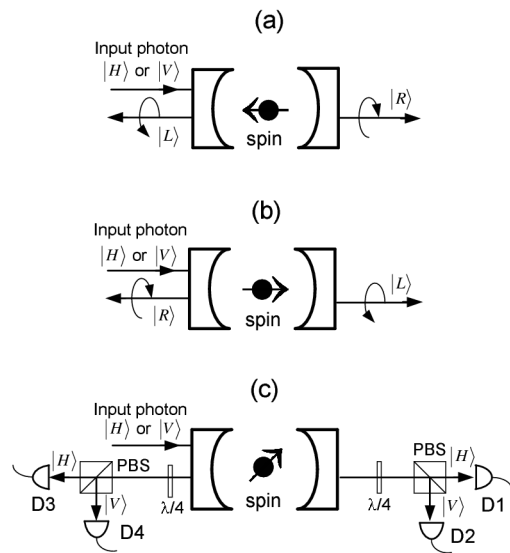 (a)
Input photon
|H⟩ or |V⟩
|R⟩
|L⟩
spin
(b)
Input photon
|H⟩ or |V⟩
|L⟩
|R⟩
spin
(c)
Input photon
|H⟩ or |V⟩
|H⟩ PBS
PBS |H⟩
D3
|V⟩
D4
λ/4
spin
λ/4
|V⟩
D1
D2